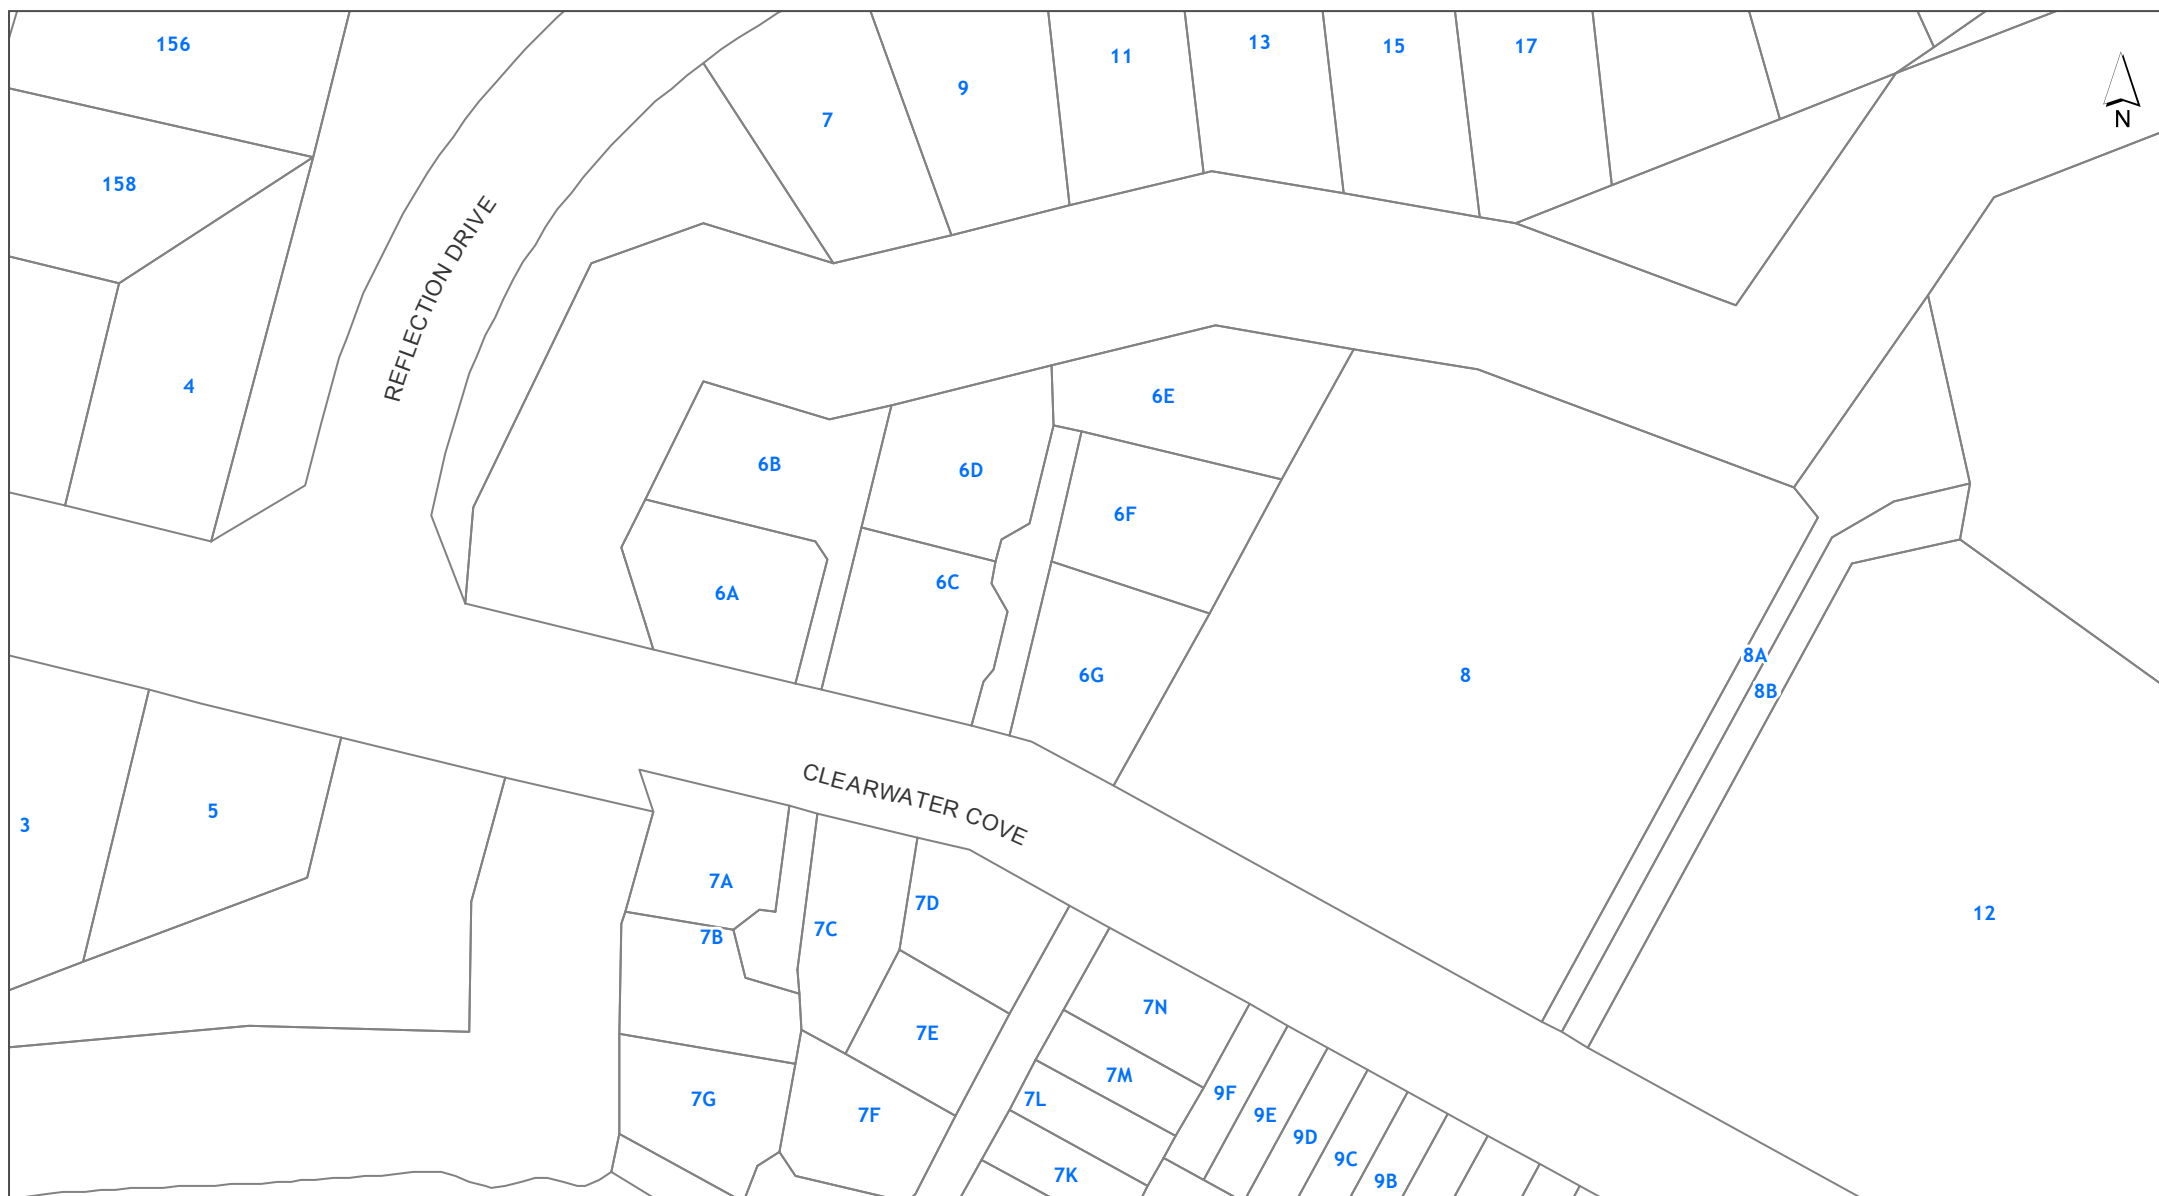 156
13
15
17
11
9
N
7
158
REFLECTION DRIVE
4
6E
6B
6D
6F
6C
6A
8A
6G
8
8B
CLEARWATER COVE
5
3
7A
7D
12
7C
7B
7N
7E
7M
9F
7G
7L
7F
9E
9D
9C
7K
9B